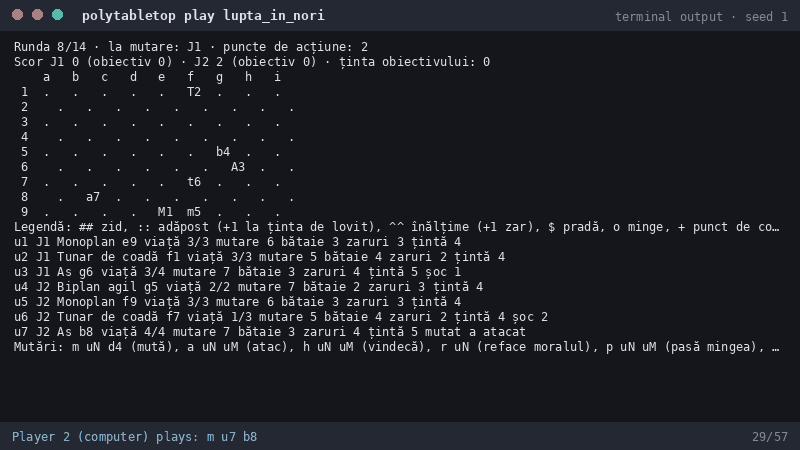 polytabletop play lupta_in_nori
terminal output · seed 1
Runda 8/14 · la mutare: J1 · puncte de acțiune: 2
Scor J1 0 (obiectiv 0) · J2 2 (obiectiv 0) · ținta obiectivului: 0
a b c d e f g h i
1 . . . . . T2 . . .
2 . . . . . . . . .
3 . . . . . . . . .
4 . . . . . . . . .
5 . . . . . . b4 . .
6 . . . . . . A3 . .
7 . . . . . t6 . . .
8 . a7 . . . . . . .
9 . . . . M1 m5 . . .
Legendă: ## zid, :: adăpost (+1 la ținta de lovit), ^^ înălțime (+1 zar), $ pradă, o minge, + punct de co…
u1 J1 Monoplan e9 viață 3/3 mutare 6 bătaie 3 zaruri 3 țintă 4
u2 J1 Tunar de coadă f1 viață 3/3 mutare 5 bătaie 4 zaruri 2 țintă 4
u3 J1 As g6 viață 3/4 mutare 7 bătaie 3 zaruri 4 țintă 5 șoc 1
u4 J2 Biplan agil g5 viață 2/2 mutare 7 bătaie 2 zaruri 3 țintă 4
u5 J2 Monoplan f9 viață 3/3 mutare 6 bătaie 3 zaruri 3 țintă 4
u6 J2 Tunar de coadă f7 viață 1/3 mutare 5 bătaie 4 zaruri 2 țintă 4 șoc 2
u7 J2 As b8 viață 4/4 mutare 7 bătaie 3 zaruri 4 țintă 5 mutat a atacat
Mutări: m uN d4 (mută), a uN uM (atac), h uN uM (vindecă), r uN (reface moralul), p uN uM (pasă mingea), …
Player 2 (computer) plays: m u7 b8
29/57